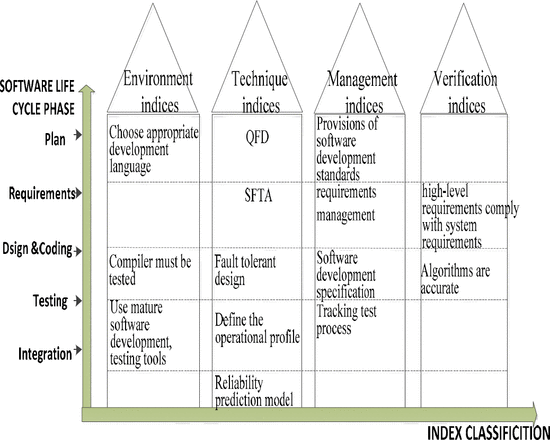 SOFTWARE LIFE
CYCLE PHASE
Environment
indices
Technique
indices
Management
indices
Verification
indices
Plan
Choose appropriate
development
language
QFD
Provisions of
software
development
standards
Requirements
SFTA
requirements
management
high-level
requirements comply
with system
requirements
Dsign &Coding
Compiler must be
tested
Fault tolerant
design
Software
development
specification
Algorithms are
accurate
Testing
Use mature
software
development,
testing tools
Define the
operational profile
Tracking test
process
Integration
Reliability
prediction model
INDEX CLASSIFICITION